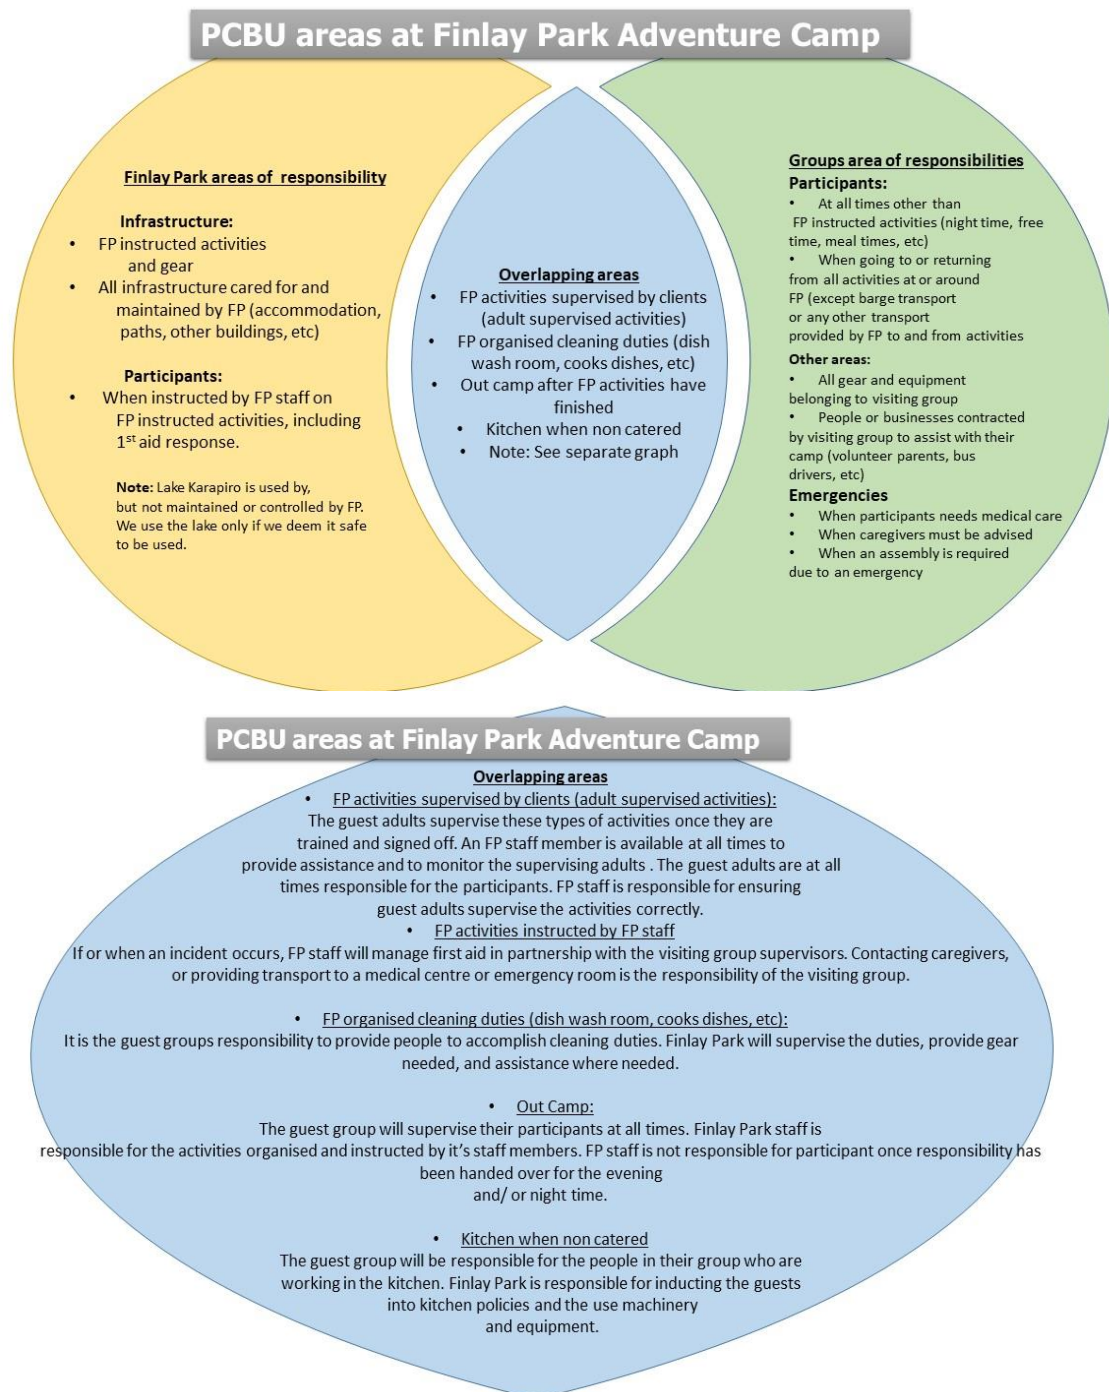 PCBU areas at Finlay Park Adventure Camp
Finlay Park areas of responsibility
Infrastructure:
• FP instructed activities
and gear
• All infrastructure cared for and
maintained by FP (accommodation,
paths, other buildings, etc)
Participants:
• When instructed by FP staff on
FP instructed activities, including
1st aid response.
Note: Lake Karapiro is used by,
but not maintained or controlled by FP.
We use the lake only if we deem it safe
to be used.
Overlapping areas
• FP activities supervised by clients
(adult supervised activities)
• FP organised cleaning duties (dish
wash room, cooks dishes, etc)
• Out camp after FP activities have
finished
• Kitchen when non catered
• Note: See separate graph
Groups area of responsibilities
Participants:
• At all times other than
FP instructed activities (night time, free
time, meal times, etc)
• When going to or returning
from all activities at or around
FP (except barge transport
or any other transport
provided by FP to and from activities
Other areas:
• All gear and equipment
belonging to visiting group
• People or businesses contracted
by visiting group to assist with their
camp (volunteer parents, bus
drivers, etc)
Emergencies
• When participants needs medical care
• When caregivers must be advised
• When an assembly is required
due to an emergency
PCBU areas at Finlay Park Adventure Camp
Overlapping areas
• FP activities supervised by clients (adult supervised activities):
The guest adults supervise these types of activities once they are
trained and signed off. An FP staff member is available at all times to
provide assistance and to monitor the supervising adults . The guest adults are at all
times responsible for the participants. FP staff is responsible for ensuring
guest adults supervise the activities correctly.
• FP activities instructed by FP staff
If or when an incident occurs, FP staff will manage first aid in partnership with the visiting group supervisors. Contacting caregivers,
or providing transport to a medical centre or emergency room is the responsibility of the visiting group.
• FP organised cleaning duties (dish wash room, cooks dishes, etc):
It is the guest groups responsibility to provide people to accomplish cleaning duties. Finlay Park will supervise the duties, provide gear
needed, and assistance where needed.
• Out Camp:
The guest group will supervise their participants at all times. Finlay Park staff is
responsible for the activities organised and instructed by it's staff members. FP staff is not responsible for participant once responsibility has
been handed over for the evening
and/ or night time.
• Kitchen when non catered
The guest group will be responsible for the people in their group who are
working in the kitchen. Finlay Park is responsible for inducting the guests
into kitchen policies and the use machinery
and equipment.